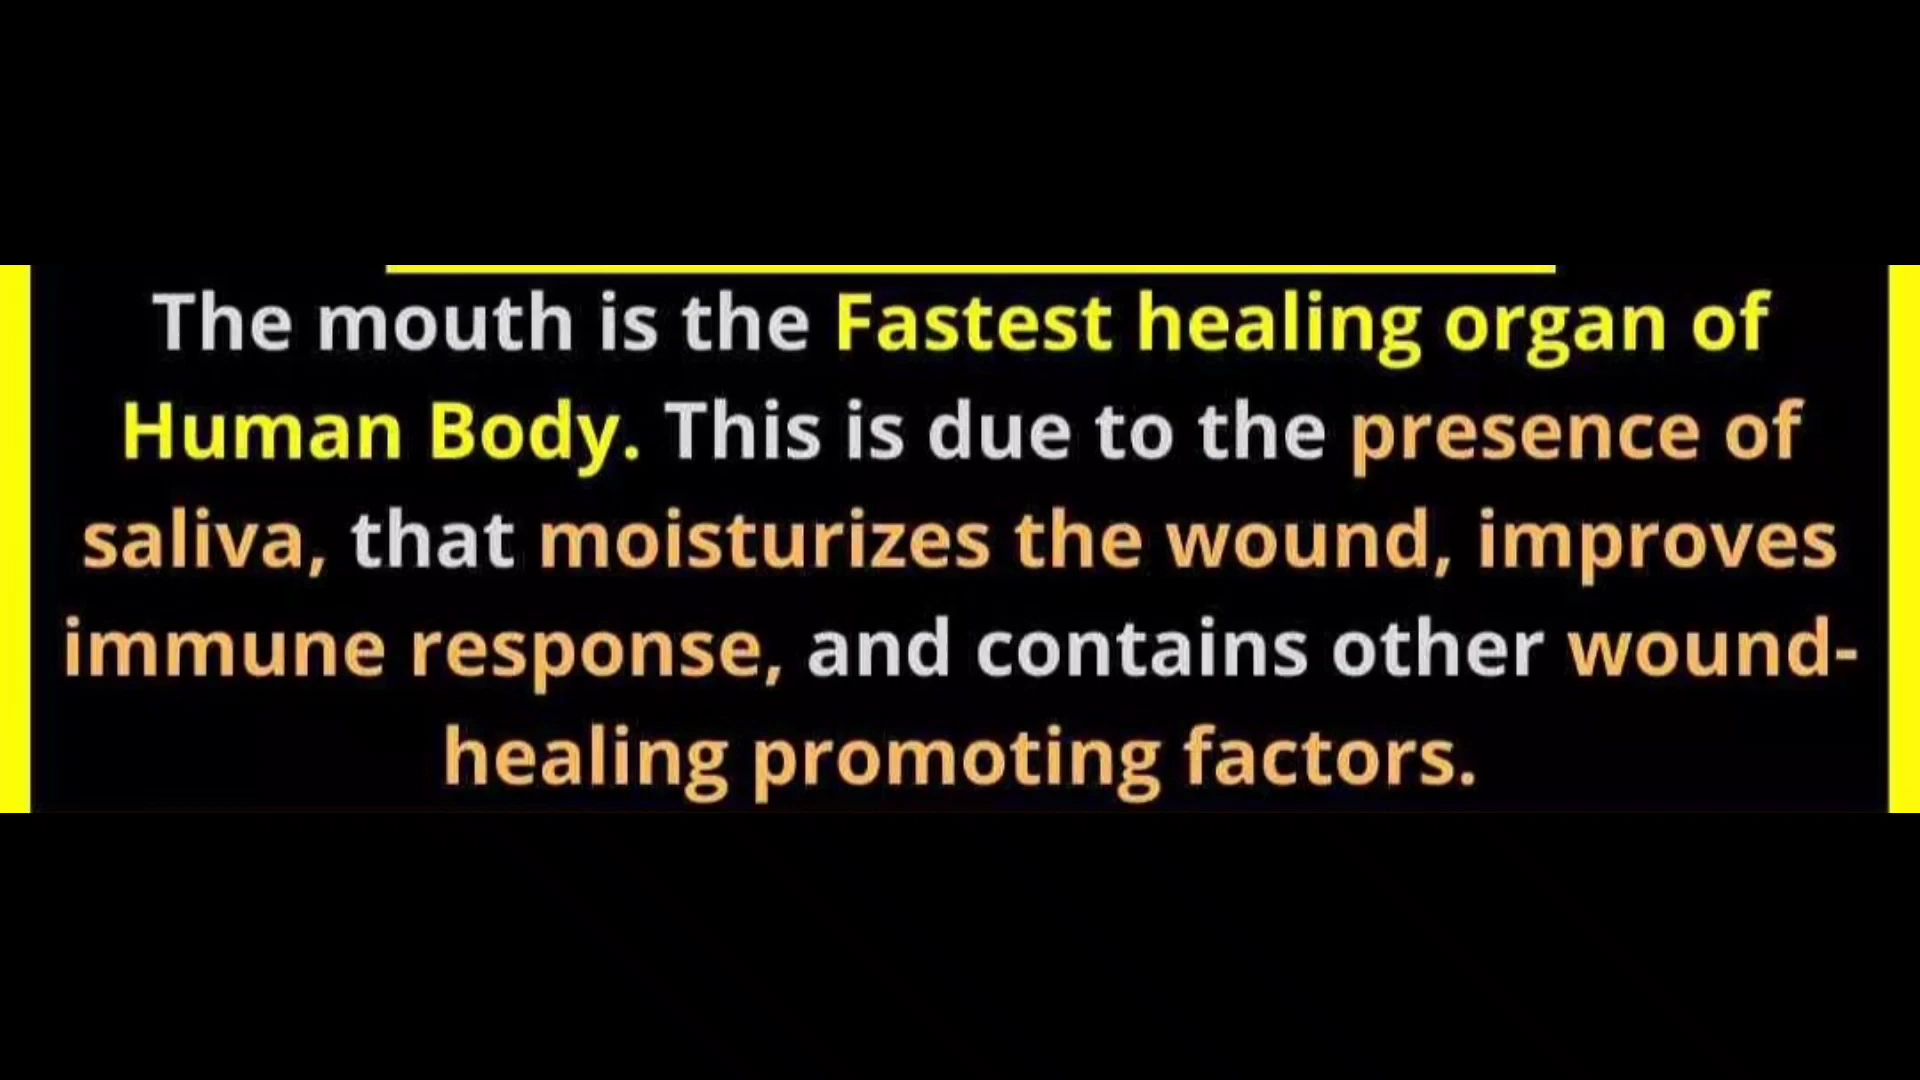 The mouth is the Fastest healing organ of
Human Body. This is due to the presence of
saliva, that moisturizes the wound, improves
immune response, and contains other wound-
healing promoting factors.